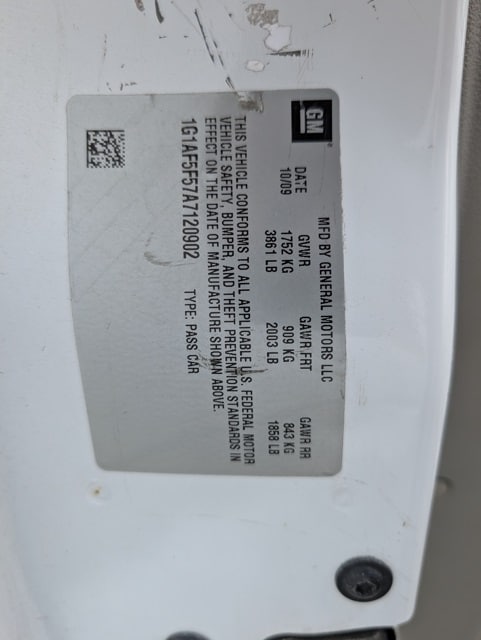 GM
MFD BY GENERAL MOTORS LLC
DATE GVWR GAWR FRT GAWR RR
10/09 1752 KG 909 KG 843 KG
3861 LB 2003 LB 1858 LB
THIS VEHICLE CONFORMS TO ALL APPLICABLE U.S. FEDERAL MOTOR
VEHICLE SAFETY, BUMPER, AND THEFT PREVENTION STANDARDS IN
EFFECT ON THE DATE OF MANUFACTURE SHOWN ABOVE.
1G1AF5F57A7120902 TYPE: PASS CAR